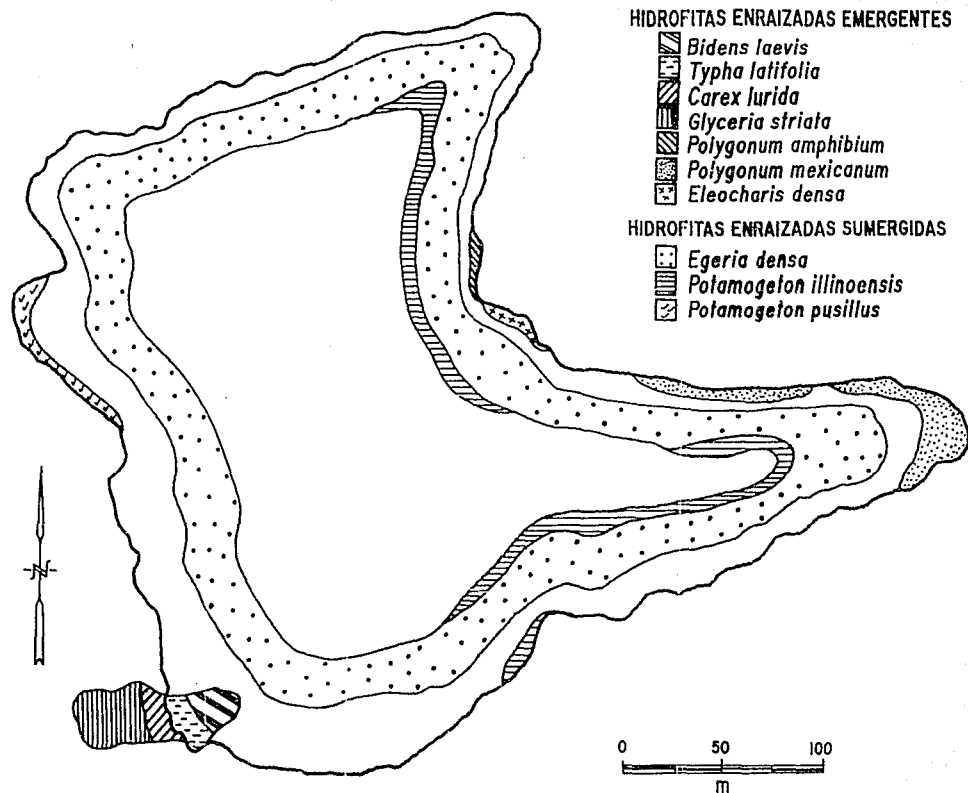 HIDROFITAS ENRAIZADAS EMERGENTES
Bidens laevis
Typha latifolia
Carex lurida
Glyceria striata
Polygonum amphibium
Polygonum mexicanum
Eleocharis densa
HIDROFITAS ENRAIZADAS SUMERGIDAS
Egeria densa
Potamogeton illinoensis
Potamogeton pusillus
N
0 50 100
m